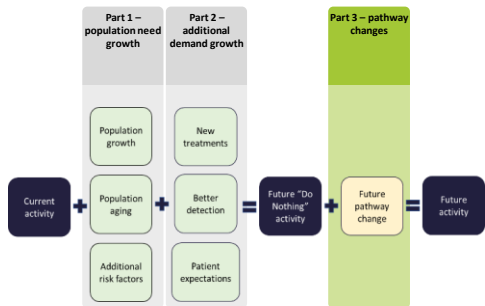 Part 1 –
population need
growth
Part 2 –
additional
demand growth
Part 3 – pathway
changes
Population
growth
New
treatments
Current
activity
+
Population
aging
+
Better
detection
=
Future "Do
Nothing"
activity
+
Future
pathway
change
=
Future
activity
Additional
risk factors
Patient
expectations